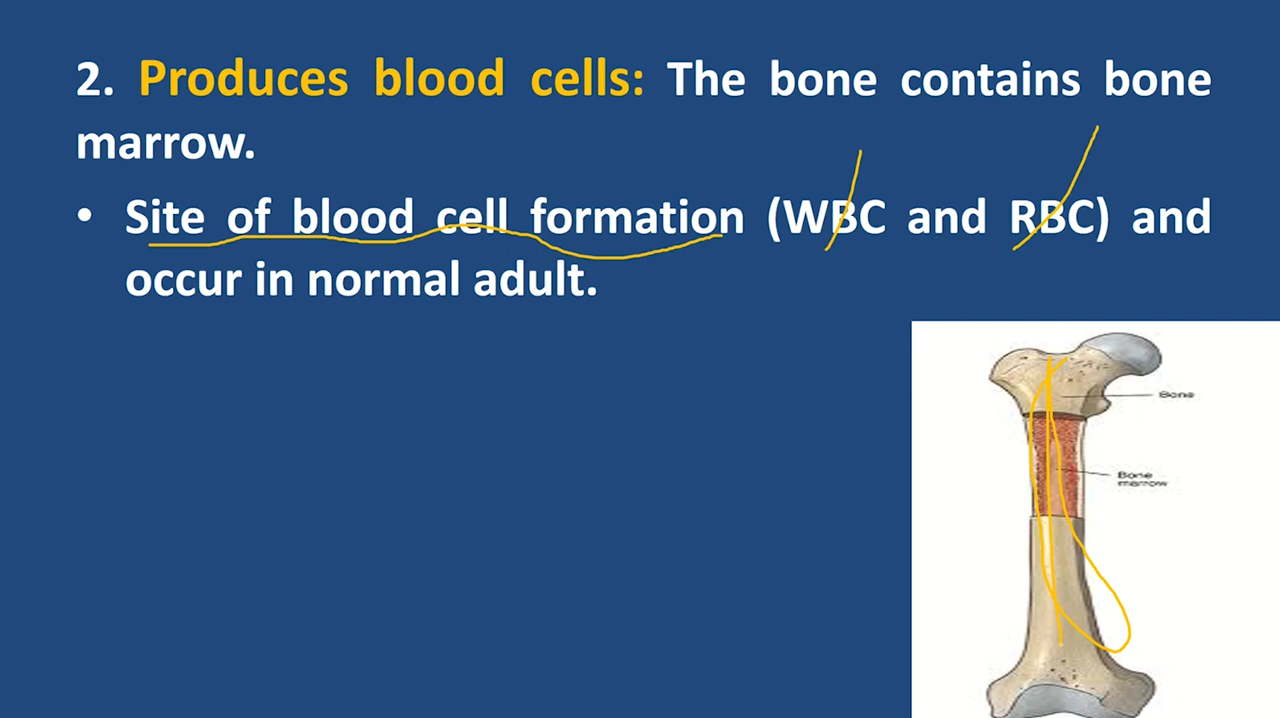 2. Produces blood cells: The bone contains bone
marrow.
• Site of blood cell formation (WBC and RBC) and
occur in normal adult.
Bone
Bone
marrow